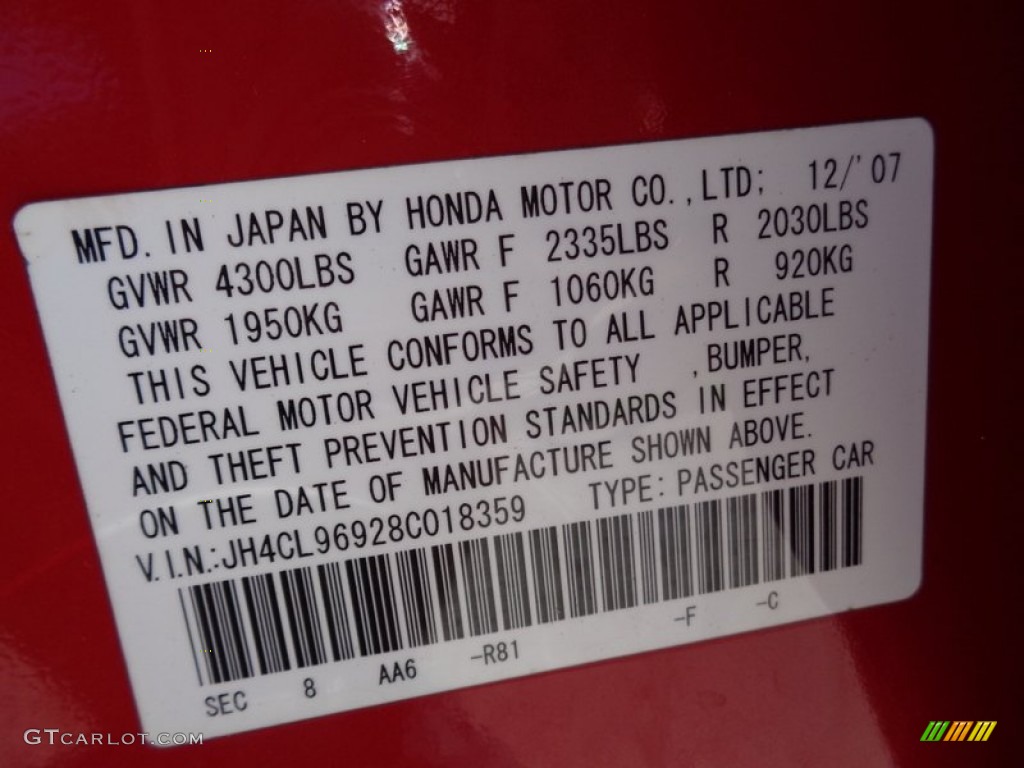 MFD. IN JAPAN BY HONDA MOTOR CO.,LTD; 12/'07
GVWR 4300LBS GAWR F 2335LBS R 2030LBS
GVWR 1950KG GAWR F 1060KG R 920KG
THIS VEHICLE CONFORMS TO ALL APPLICABLE
FEDERAL MOTOR VEHICLE SAFETY ,BUMPER,
AND THEFT PREVENTION STANDARDS IN EFFECT
ON THE DATE OF MANUFACTURE SHOWN ABOVE.
V.I.N.:JH4CL96928C018359 TYPE:PASSENGER CAR
SEC 8 AA6 -R81 -F -C
GTCARLOT.COM